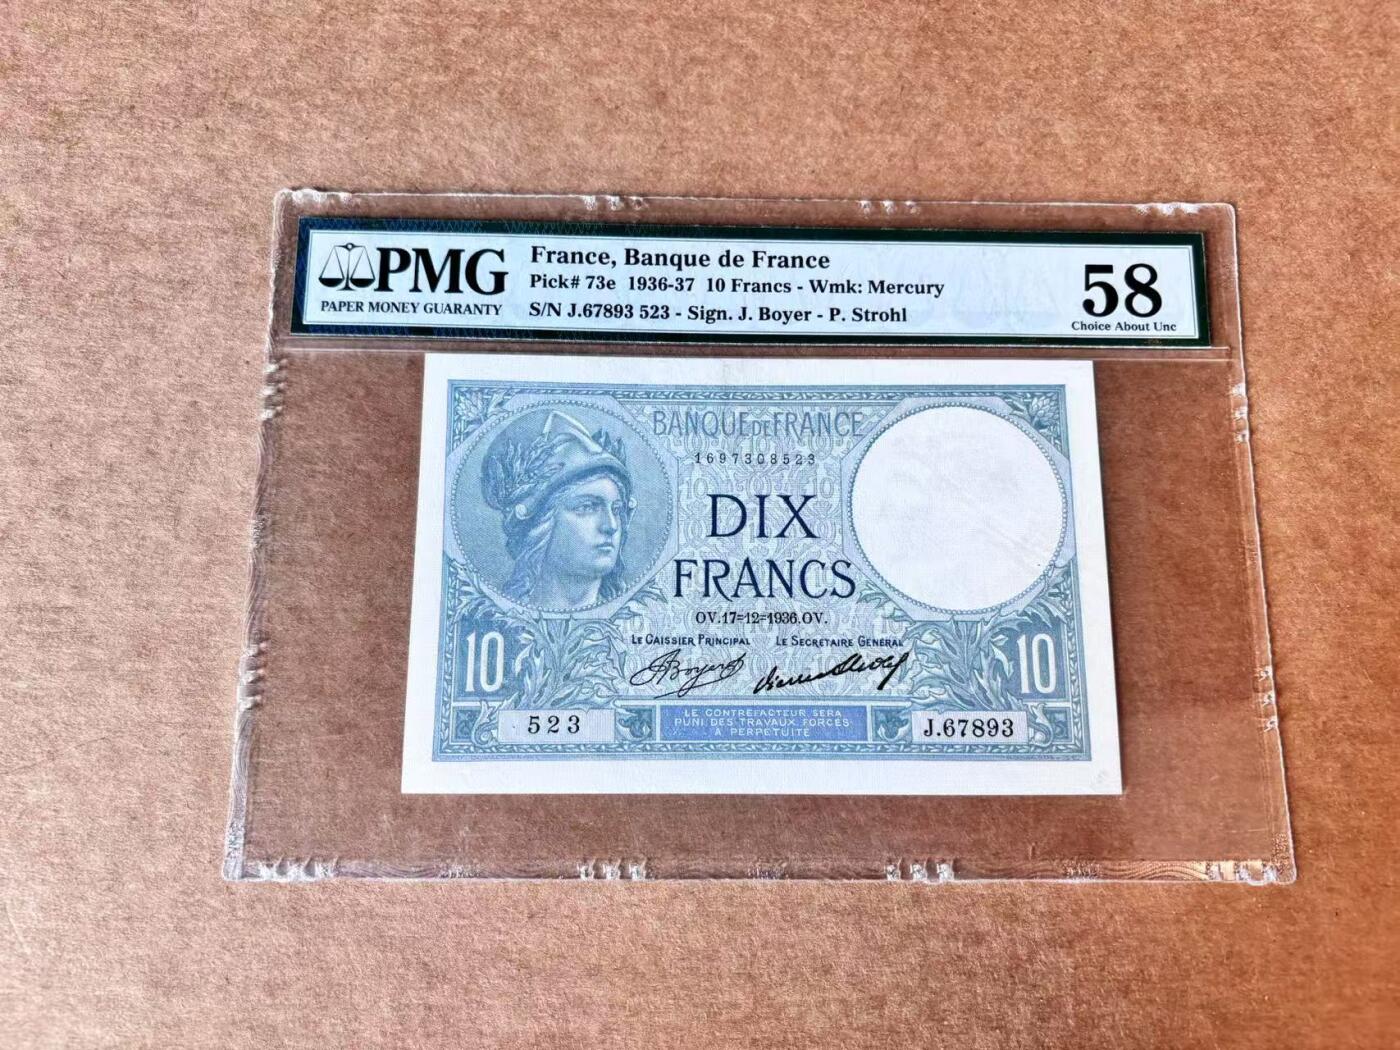 PMG
PAPER MONEY GUARANTY
France, Banque de France
Pick# 73e 1936-37 10 Francs - Wmk: Mercury
S/N J.67893 523 - Sign. J. Boyer - P. Strohl
58
Choice About Unc
BANQUE DE FRANCE
1697308523
DIX
FRANCS
OV.17=12=1936.OV.
LE CAISSIER PRINCIPAL LE SECRÉTAIRE GÉNÉRAL
10 10
523
LE CONTREFACTEUR SERA
PUNI DES TRAVAUX FORCÉS
À PERPÉTUITÉ
J.67893